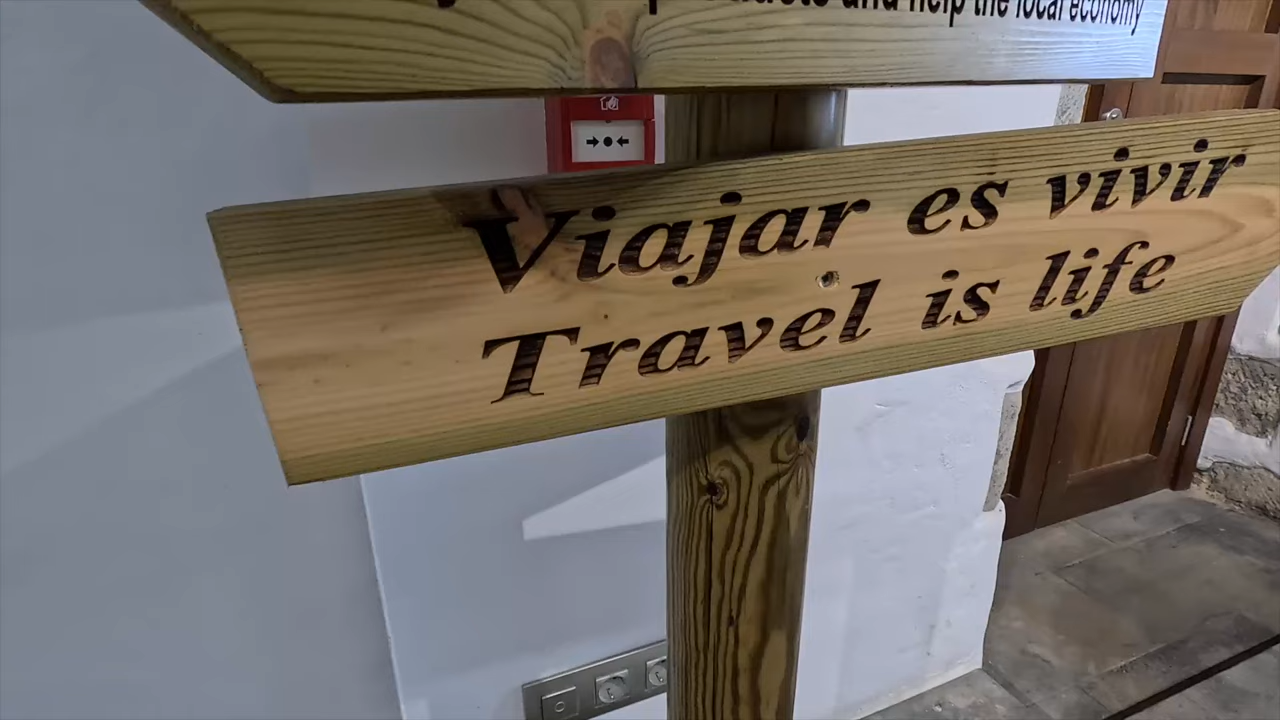 and help the local economy
Viajar es vivir
Travel is life